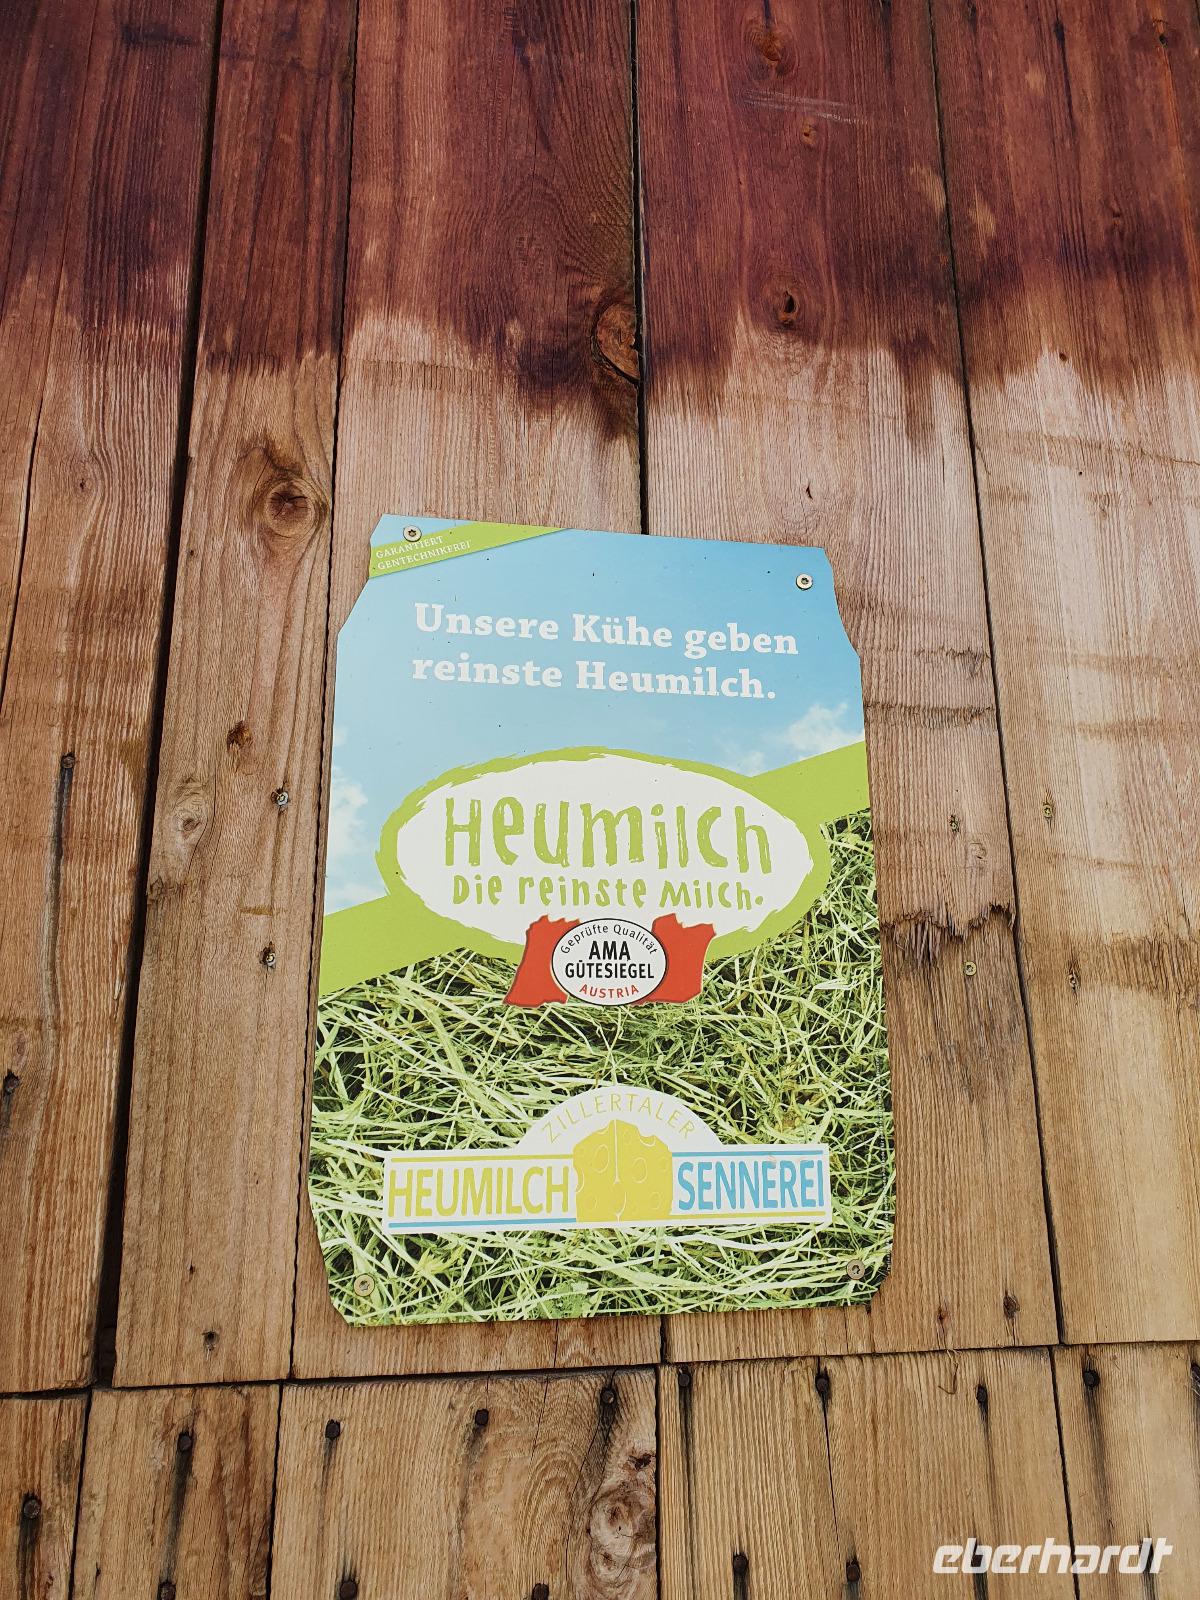 GARANTIERT
GENTECHNIKFREI
Unsere Kühe geben
reinste Heumilch.
Heumilch
Die reinste Milch.
Geprüfte Qualität
AMA
GÜTESIEGEL
AUSTRIA
ZILLERTALER
HEUMILCH SENNEREI
eberhardt